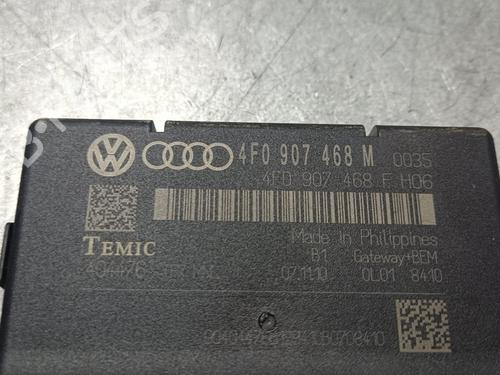 4F0 907 468 M 0035
4F0 907 468 F H06
TEMIC
Made in Philippines
B1 Gateway+BEM
07.11.10 0L01 8410